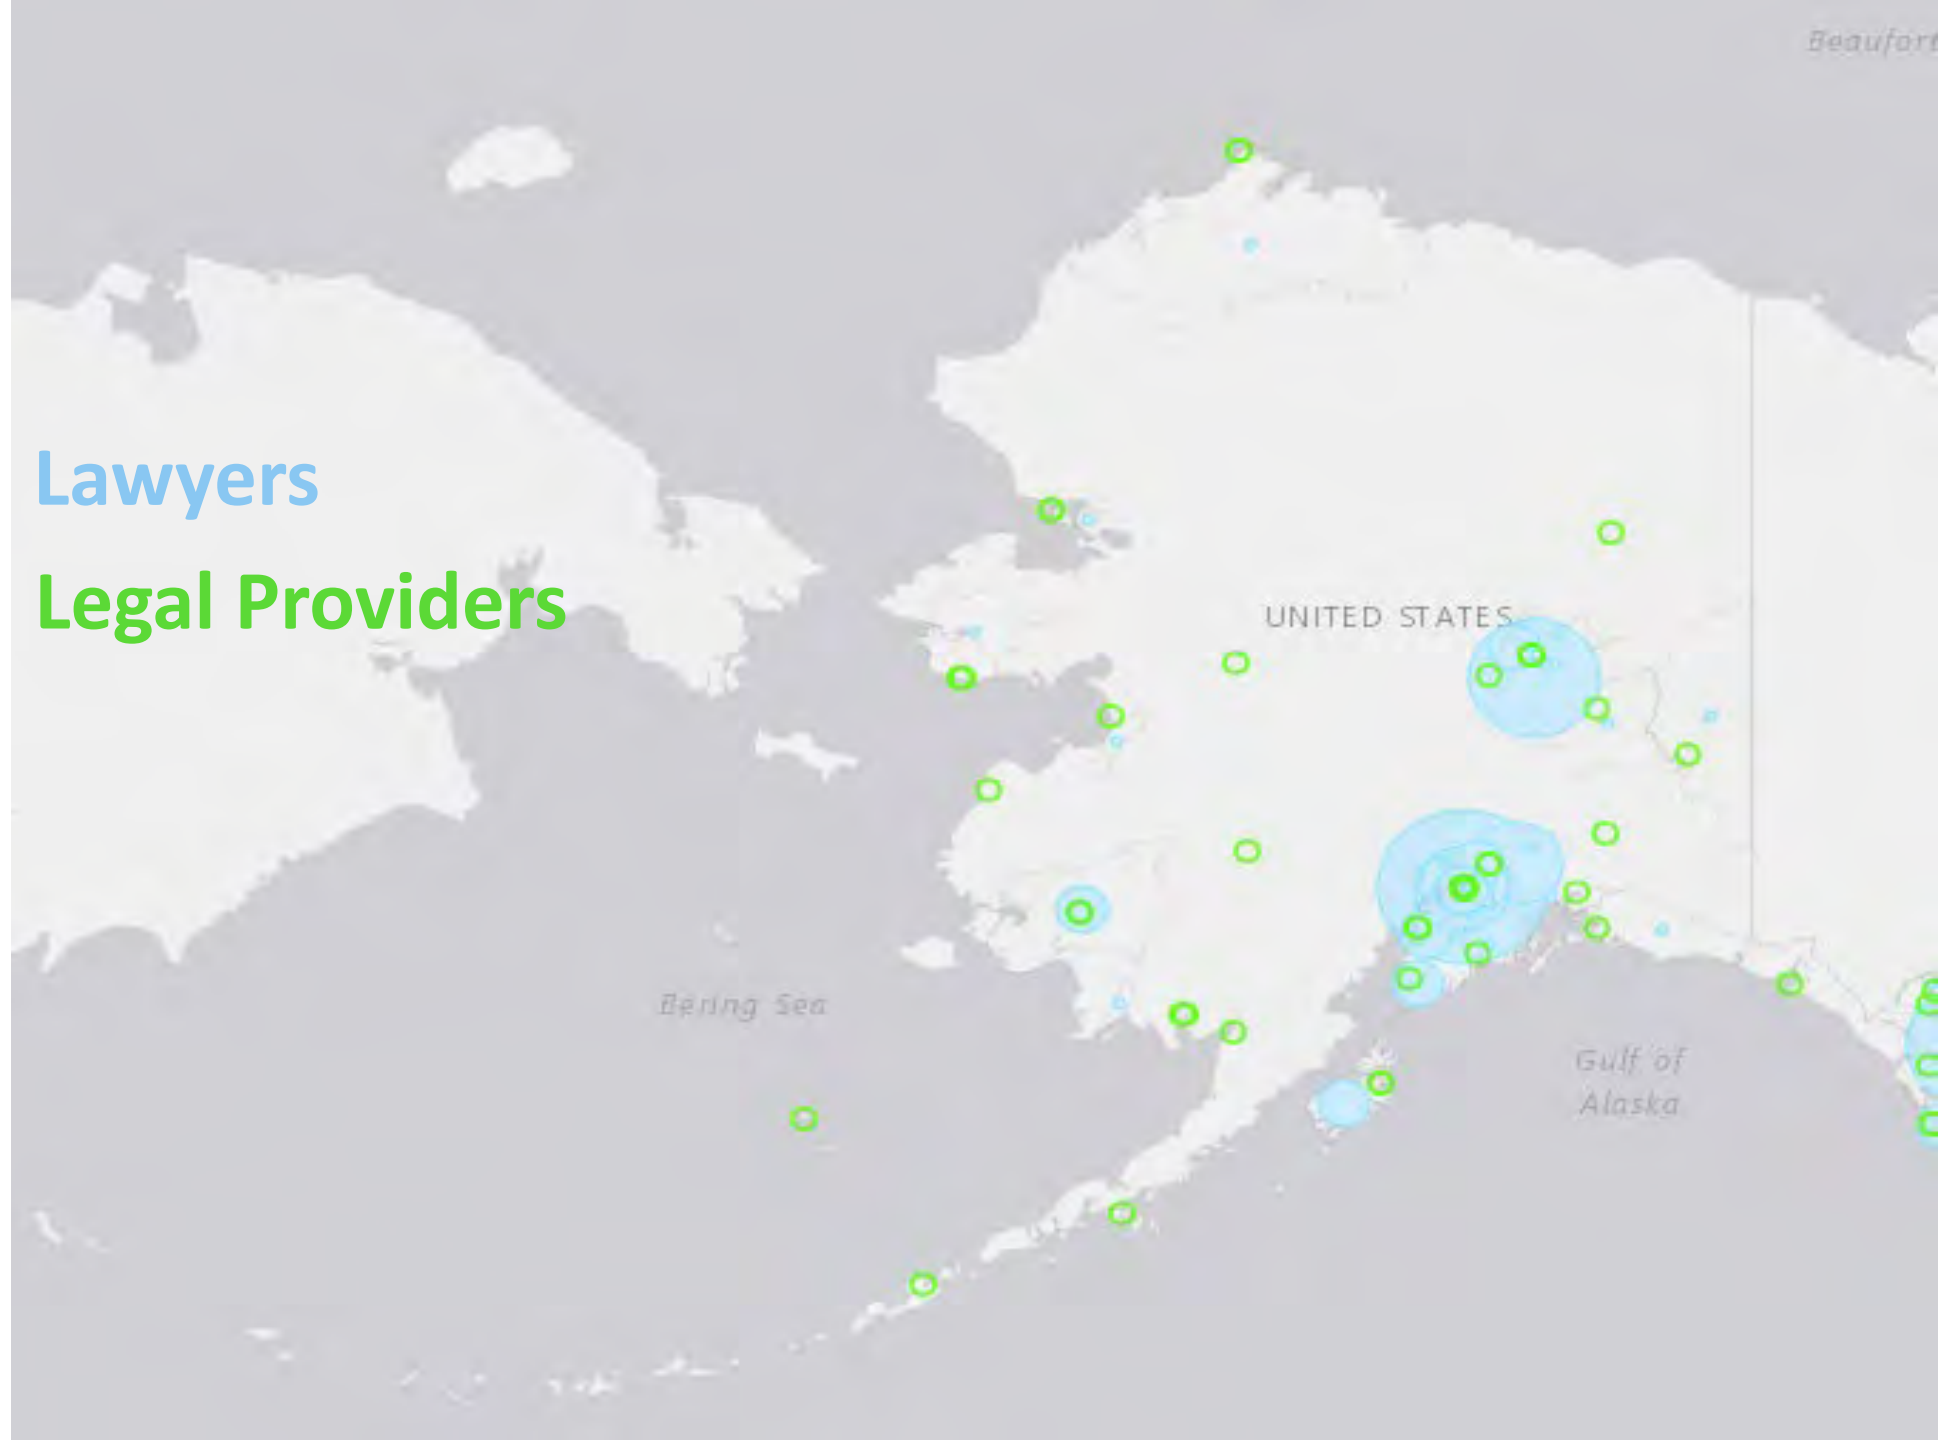 Beaufort
Lawyers
Legal Providers
UNITED STATES
Bering Sea
Gulf of
Alaska